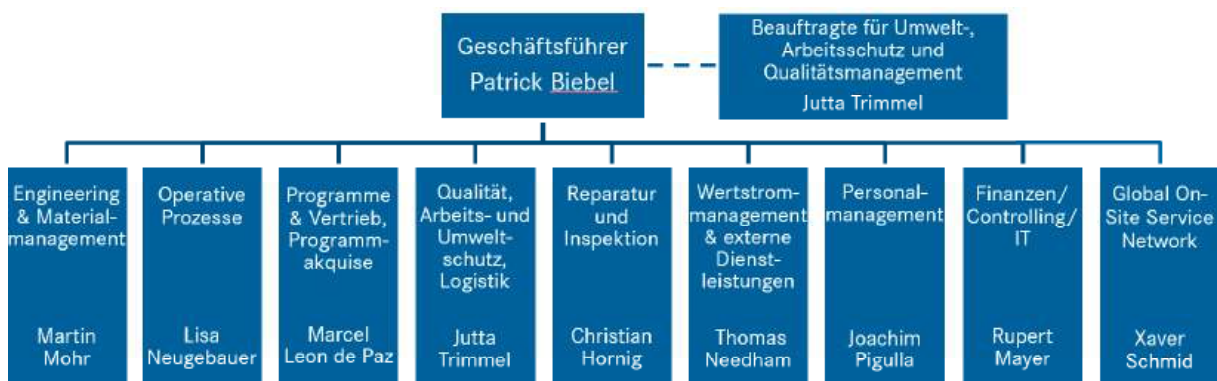 Geschäftsführer
Patrick Biebel
Beauftragte für Umwelt-,
Arbeitsschutz und
Qualitätsmanagement
Jutta Trimmel
Engineering
& Material-
management
Martin
Mohr
Operative
Prozesse
Lisa
Neugebauer
Programme
& Vertrieb,
Programm-
akquise
Marcel
Leon de Paz
Qualität,
Arbeits- und
Umwelt-
schutz,
Logistik
Jutta
Trimmel
Reparatur
und
Inspektion
Christian
Hornig
Wertstrom-
management
& externe
Dienst-
leistungen
Thomas
Needham
Personal-
management
Joachim
Pigulla
Finanzen/
Controlling/
IT
Rupert
Mayer
Global On-
Site Service
Network
Xaver
Schmid